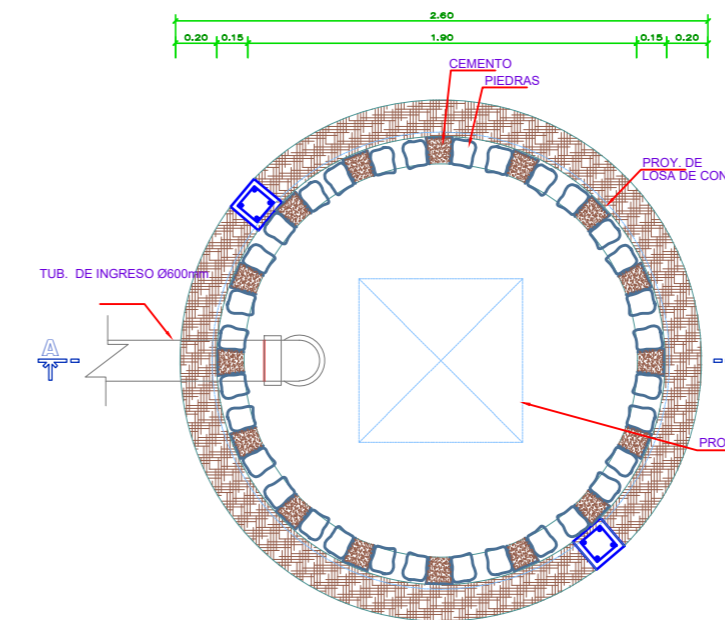 2.60
0.20 0.15 1.90 0.15 0.20
CEMENTO
PIEDRAS
PROY. DE
LOSA DE CON
TUB. DE INGRESO Ø600mm
A
PRO